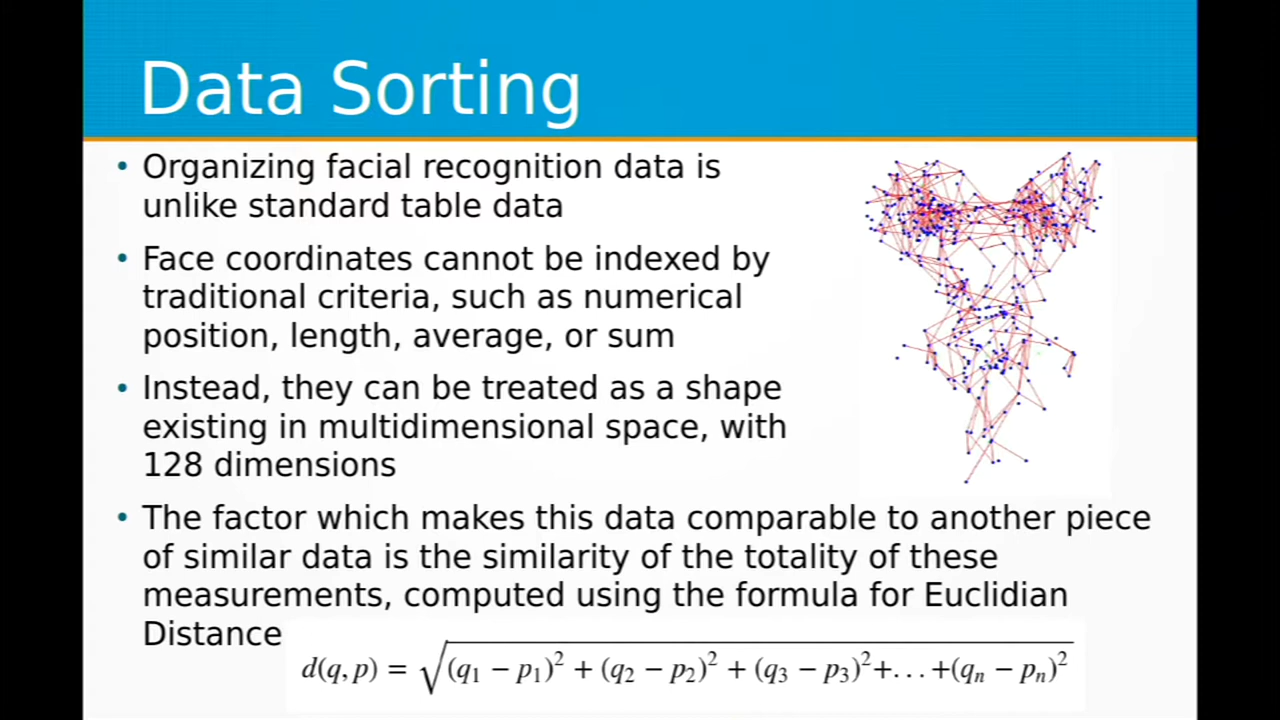 Data Sorting
• Organizing facial recognition data is
unlike standard table data
• Face coordinates cannot be indexed by
traditional criteria, such as numerical
position, length, average, or sum
• Instead, they can be treated as a shape
existing in multidimensional space, with
128 dimensions
• The factor which makes this data comparable to another piece
of similar data is the similarity of the totality of these
measurements, computed using the formula for Euclidian
Distance
d(q, p) = √(q₁ − p₁)² + (q₂ − p₂)² + (q₃ − p₃)²+. . . +(qₙ − pₙ)²